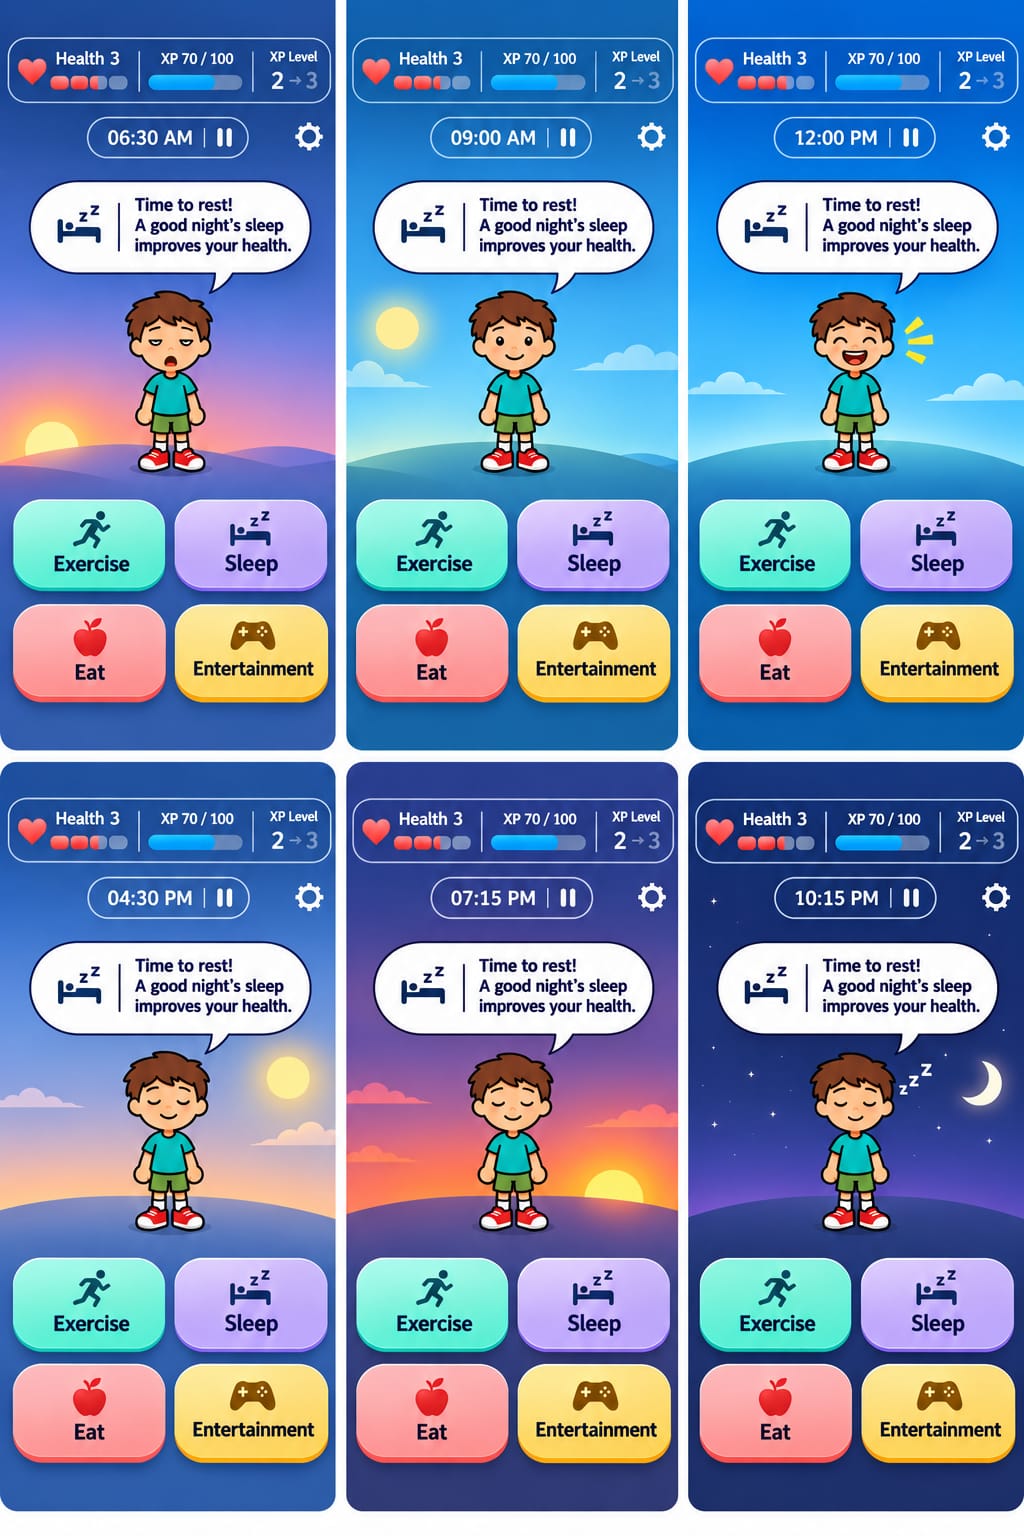 Health 3
XP 70 / 100
XP Level
2 → 3
06:30 AM
z z
Time to rest!
A good night's sleep
improves your health.
Exercise
z z
Sleep
Eat
Entertainment
Health 3
XP 70 / 100
XP Level
2 → 3
09:00 AM
z z
Time to rest!
A good night's sleep
improves your health.
Exercise
z z
Sleep
Eat
Entertainment
Health 3
XP 70 / 100
XP Level
2 → 3
12:00 PM
z z
Time to rest!
A good night's sleep
improves your health.
Exercise
z z
Sleep
Eat
Entertainment
Health 3
XP 70 / 100
XP Level
2 → 3
04:30 PM
z z
Time to rest!
A good night's sleep
improves your health.
Exercise
z z
Sleep
Eat
Entertainment
Health 3
XP 70 / 100
XP Level
2 → 3
07:15 PM
z z
Time to rest!
A good night's sleep
improves your health.
Exercise
z z
Sleep
Eat
Entertainment
Health 3
XP 70 / 100
XP Level
2 → 3
10:15 PM
z z
Time to rest!
A good night's sleep
improves your health.
z z z
Exercise
z z
Sleep
Eat
Entertainment